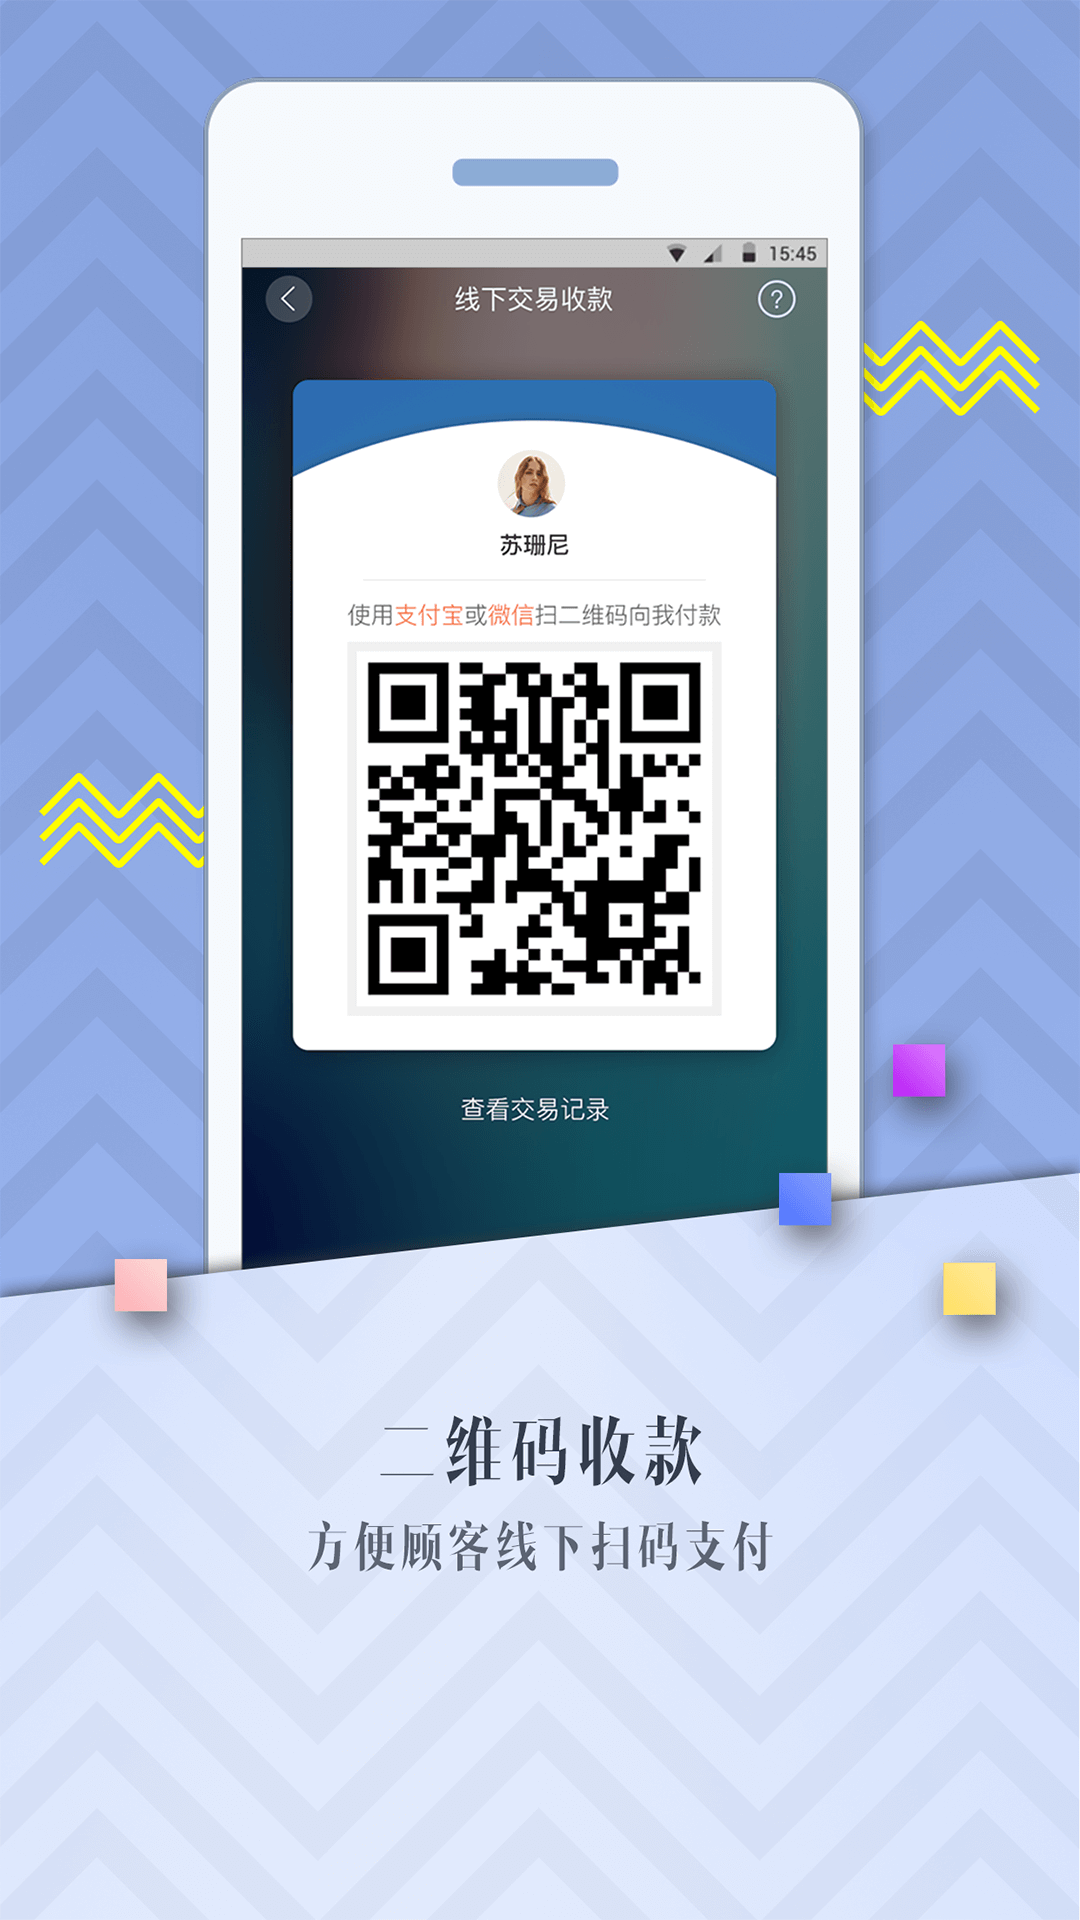 15:45
线下交易收款
?
苏珊尼
使用支付宝或微信扫二维码向我付款
查看交易记录
二维码收款
方便顾客线下扫码支付